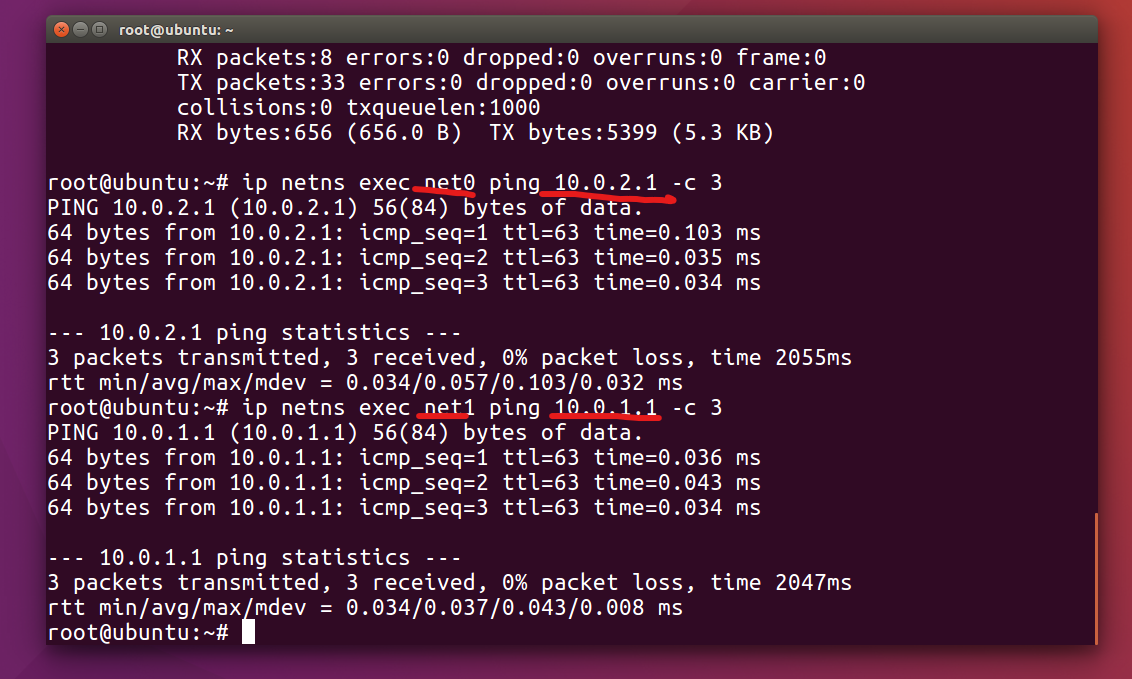 root@ubuntu: ~
RX packets:8 errors:0 dropped:0 overruns:0 frame:0
TX packets:33 errors:0 dropped:0 overruns:0 carrier:0
collisions:0 txqueuelen:1000
RX bytes:656 (656.0 B)  TX bytes:5399 (5.3 KB)
root@ubuntu:~# ip netns exec net0 ping 10.0.2.1 -c 3
PING 10.0.2.1 (10.0.2.1) 56(84) bytes of data.
64 bytes from 10.0.2.1: icmp_seq=1 ttl=63 time=0.103 ms
64 bytes from 10.0.2.1: icmp_seq=2 ttl=63 time=0.035 ms
64 bytes from 10.0.2.1: icmp_seq=3 ttl=63 time=0.034 ms
--- 10.0.2.1 ping statistics ---
3 packets transmitted, 3 received, 0% packet loss, time 2055ms
rtt min/avg/max/mdev = 0.034/0.057/0.103/0.032 ms
root@ubuntu:~# ip netns exec net1 ping 10.0.1.1 -c 3
PING 10.0.1.1 (10.0.1.1) 56(84) bytes of data.
64 bytes from 10.0.1.1: icmp_seq=1 ttl=63 time=0.036 ms
64 bytes from 10.0.1.1: icmp_seq=2 ttl=63 time=0.043 ms
64 bytes from 10.0.1.1: icmp_seq=3 ttl=63 time=0.034 ms
--- 10.0.1.1 ping statistics ---
3 packets transmitted, 3 received, 0% packet loss, time 2047ms
rtt min/avg/max/mdev = 0.034/0.037/0.043/0.008 ms
root@ubuntu:~#